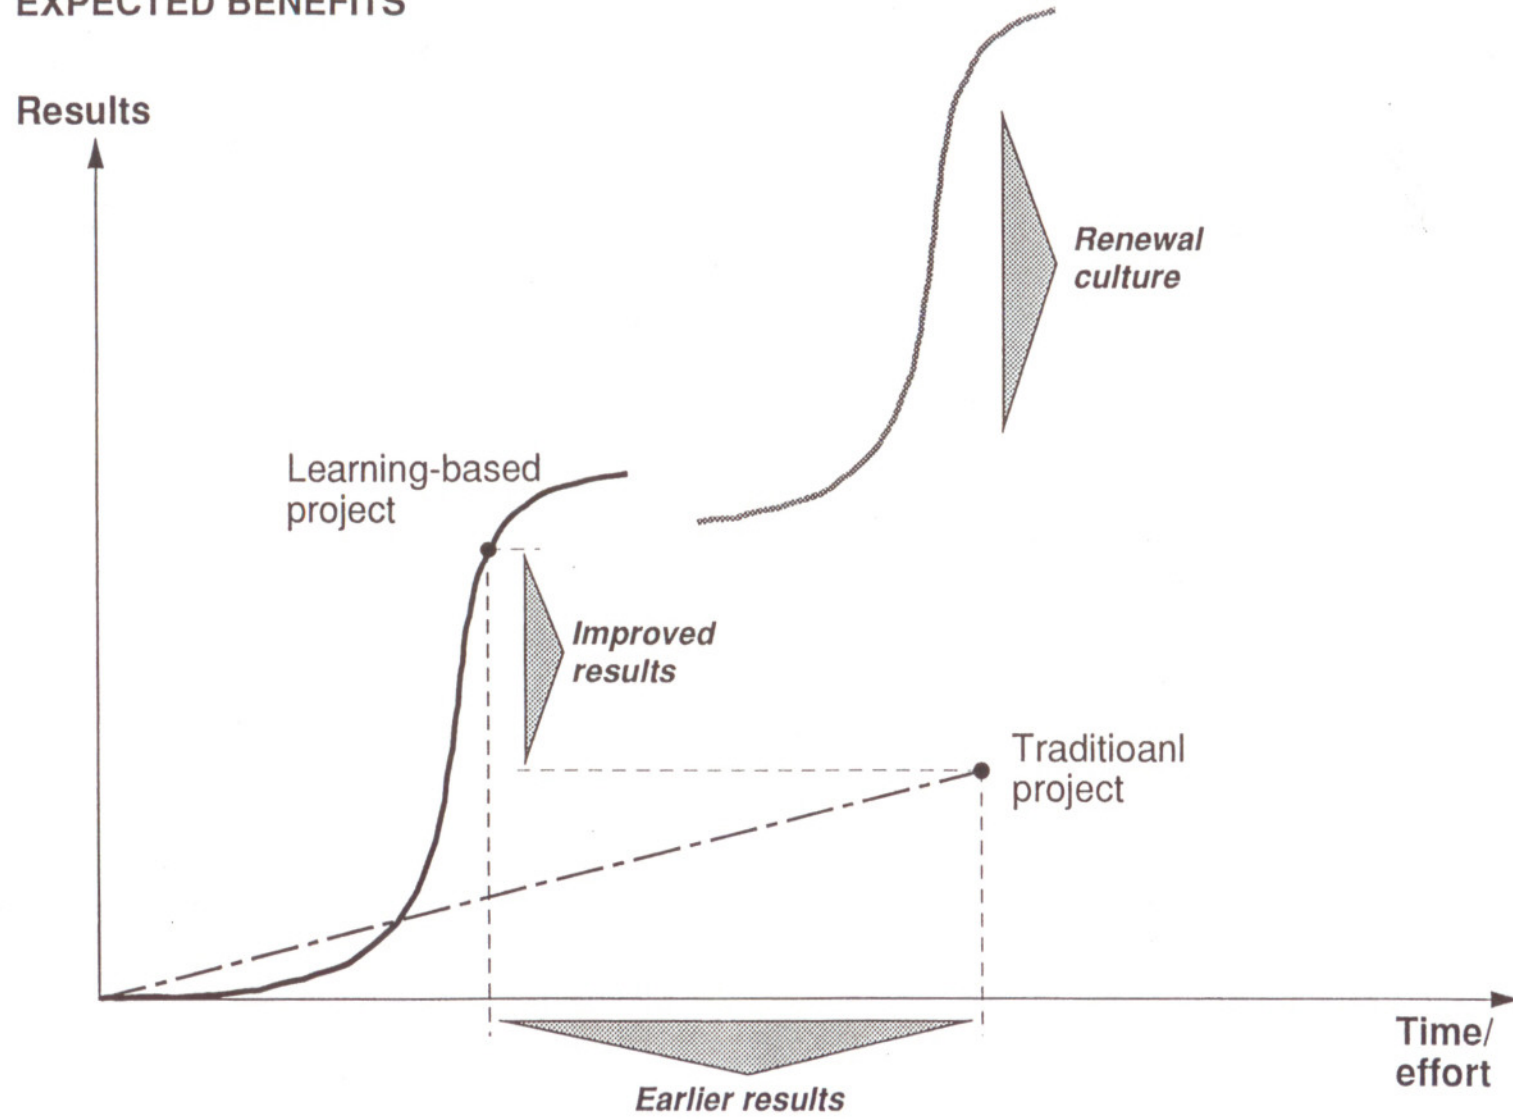 EXPECTED BENEFITS
Results
Renewal
culture
Learning-based
project
Improved
results
Traditioanl
project
Time/
effort
Earlier results